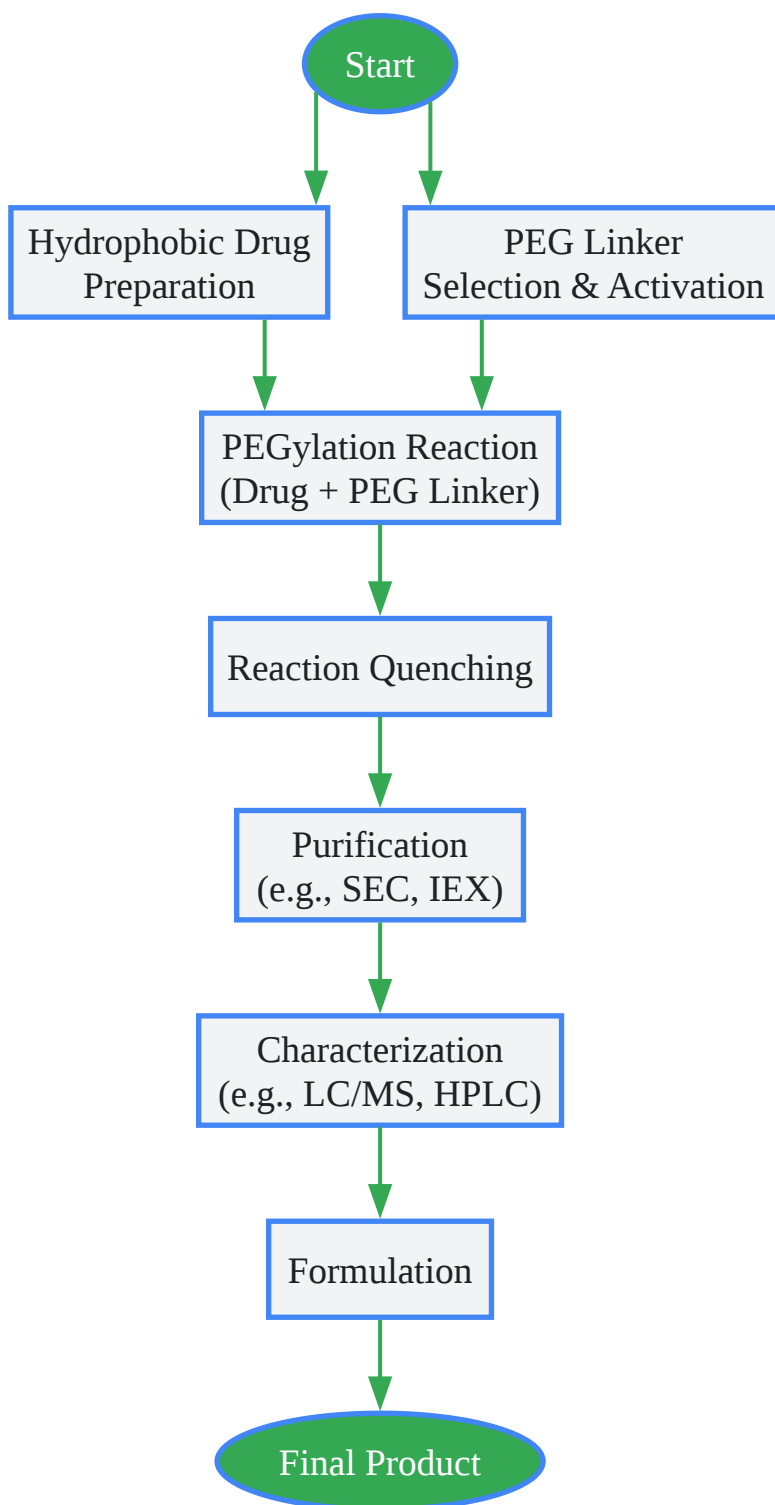 Start
Hydrophobic Drug
Preparation
PEG Linker
Selection & Activation
PEGylation Reaction
(Drug + PEG Linker)
Reaction Quenching
Purification
(e.g., SEC, IEX)
Characterization
(e.g., LC/MS, HPLC)
Formulation
Final Product